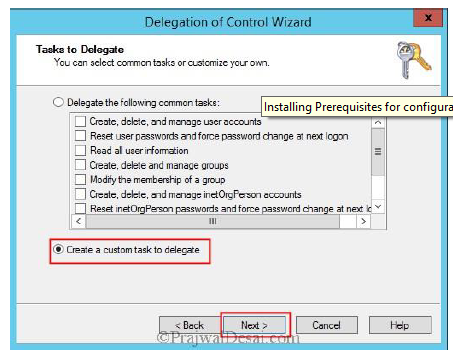 Delegation of Control Wizard
x
Tasks to Delegate
You can select common tasks or customize your own.
Delegate the following common tasks:
Installing Prerequisites for configura
Create, delete, and manage user accounts
Reset user passwords and force password change at next logon
Read all user information
Create, delete and manage groups
Modify the membership of a group
Create, delete, and manage inetOrgPerson accounts
Reset inetOrgPerson passwords and force password change at next lo
Create a custom task to delegate
< Back Next > Cancel Help
©PrajwalDesai.com